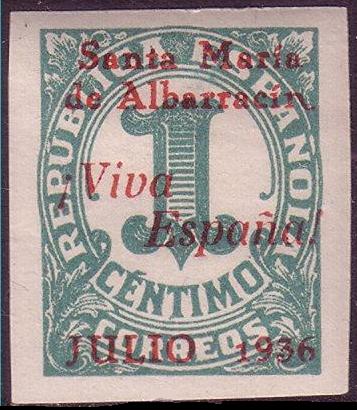 Santa María
de Albarracín.
REPUBLICA ESPAÑOLA
1
¡Viva
España!
CÉNTIMO
CORREOS
JULIO 1936